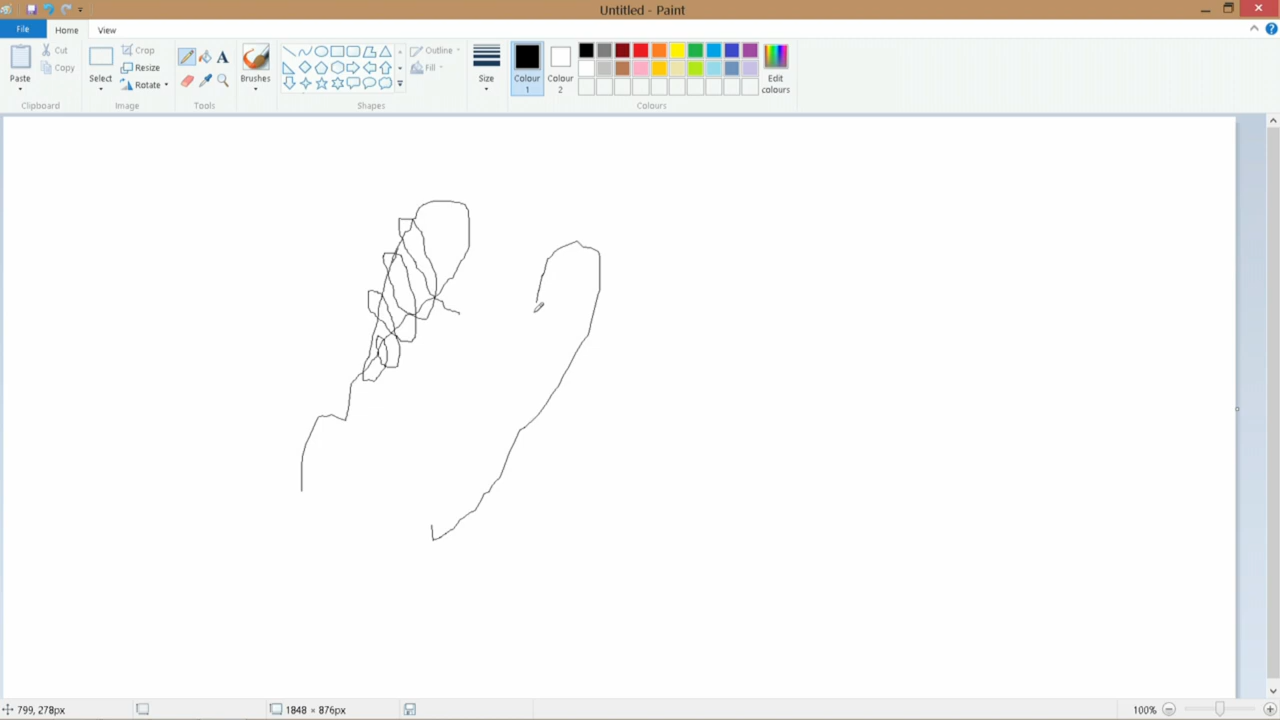 Untitled - Paint
File Home View
Paste
Cut
Copy
Clipboard
Select
Crop
Resize
Rotate
Image
A
Tools
Brushes
Outline
Fill
Shapes
Size
Colour 1
Colour 2
Edit colours
Colours
799, 278px
1848 × 876px
100%